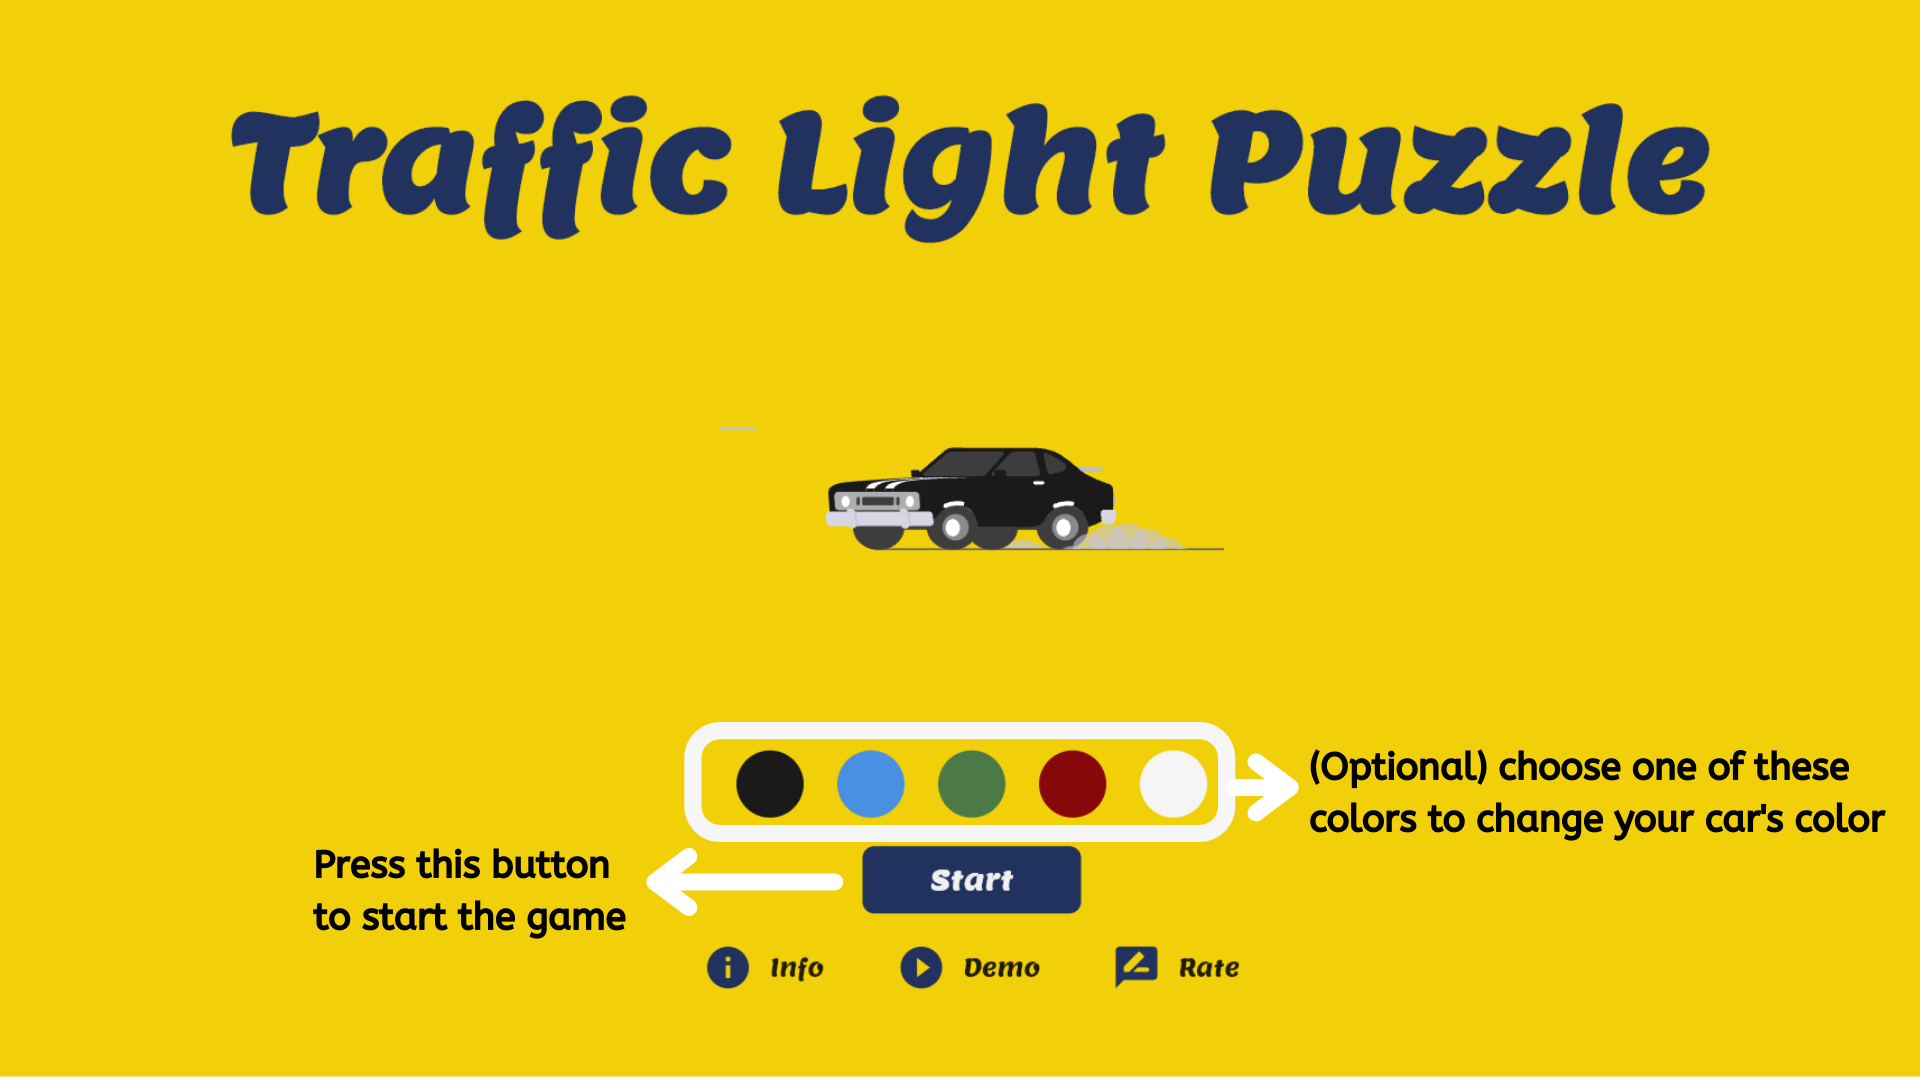 Traffic Light Puzzle
(Optional) choose one of these
colors to change your car's color
Press this button
to start the game
Start
Info
Demo
Rate